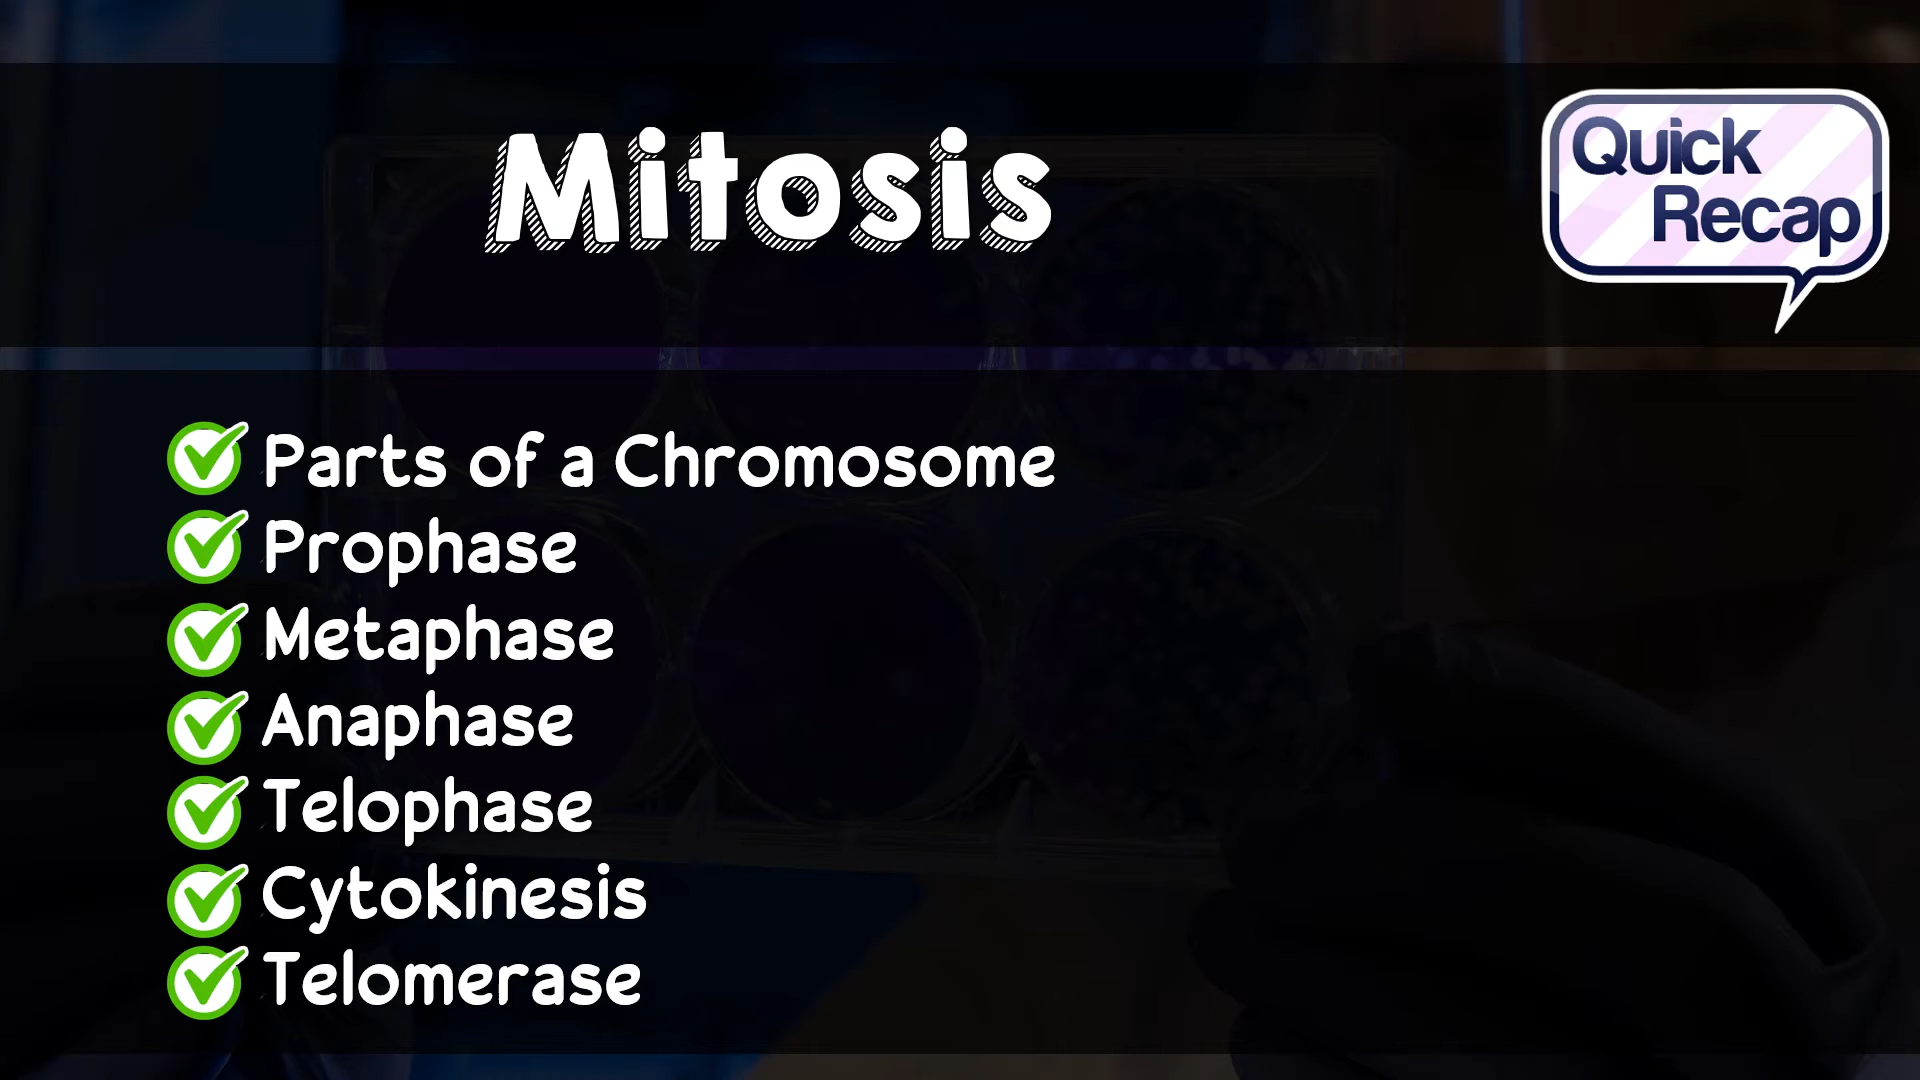 Mitosis
Quick
Recap
Parts of a Chromosome
Prophase
Metaphase
Anaphase
Telophase
Cytokinesis
Telomerase